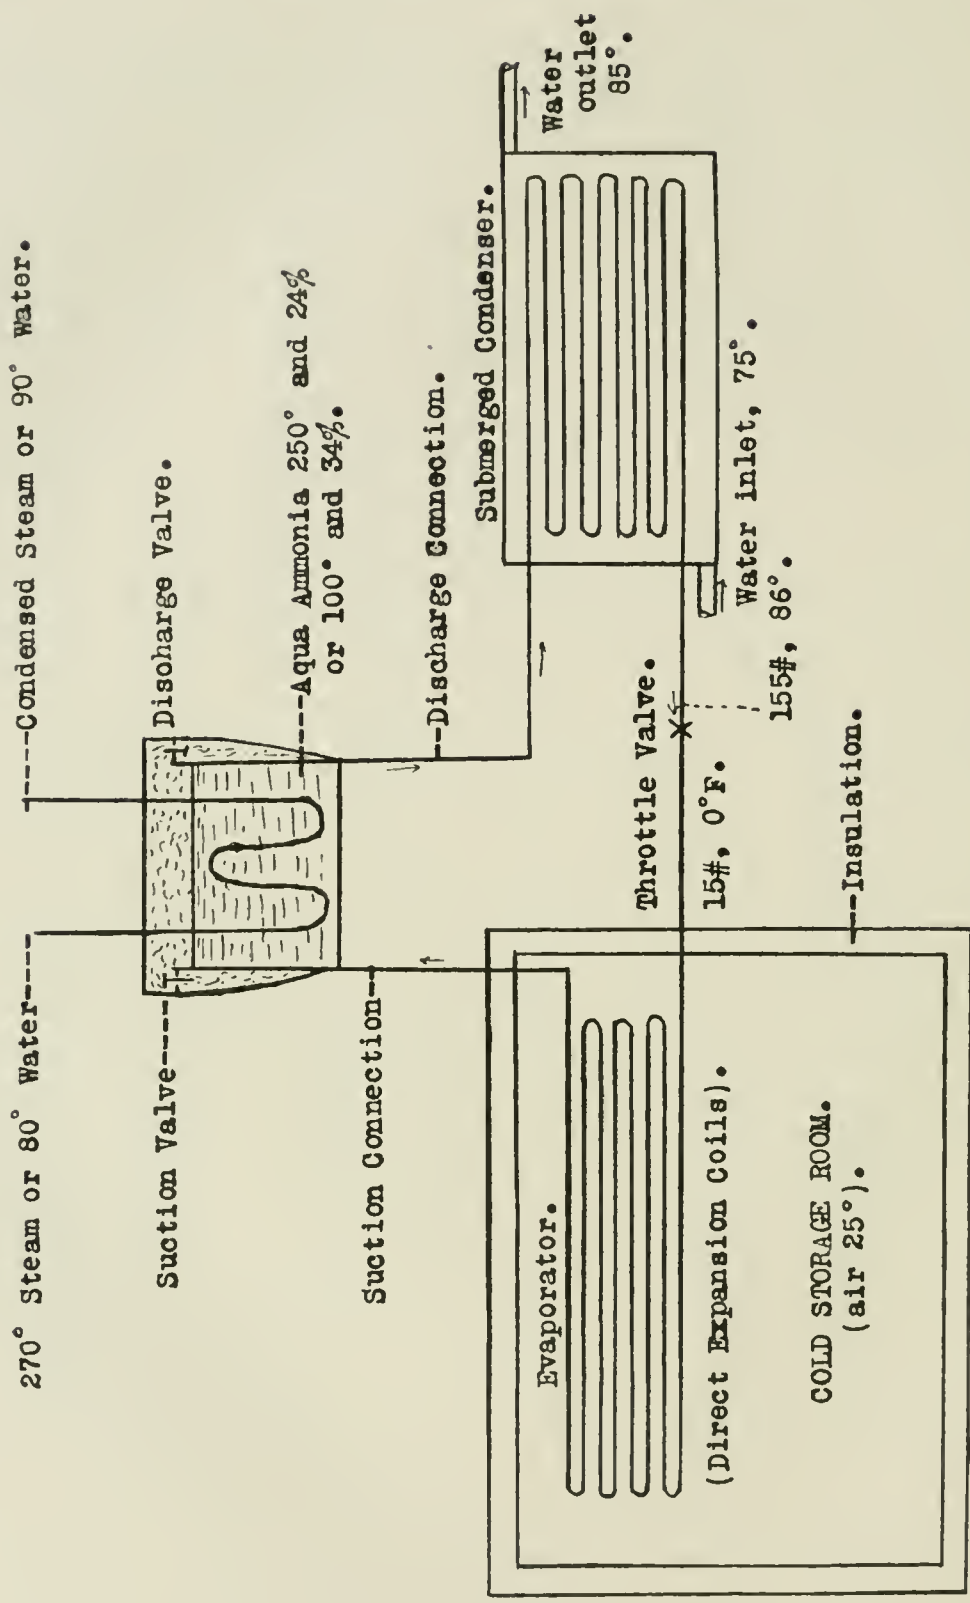 270° Steam or 80° Water-----
-----Condensed Steam or 90° Water.
Suction Valve----
Discharge Valve.
----Aqua Ammonia 250° and 24%
or 100° and 34%.
Suction Connection--
--Discharge Connection.
Submerged Condenser.
Water
outlet
85°.
Evaporator.
Throttle Valve.
15#, 0°F.
Water inlet, 75°.
155#, 86°.
(Direct Expansion Coils).
COLD STORAGE ROOM.
(air 25°).
---Insulation.